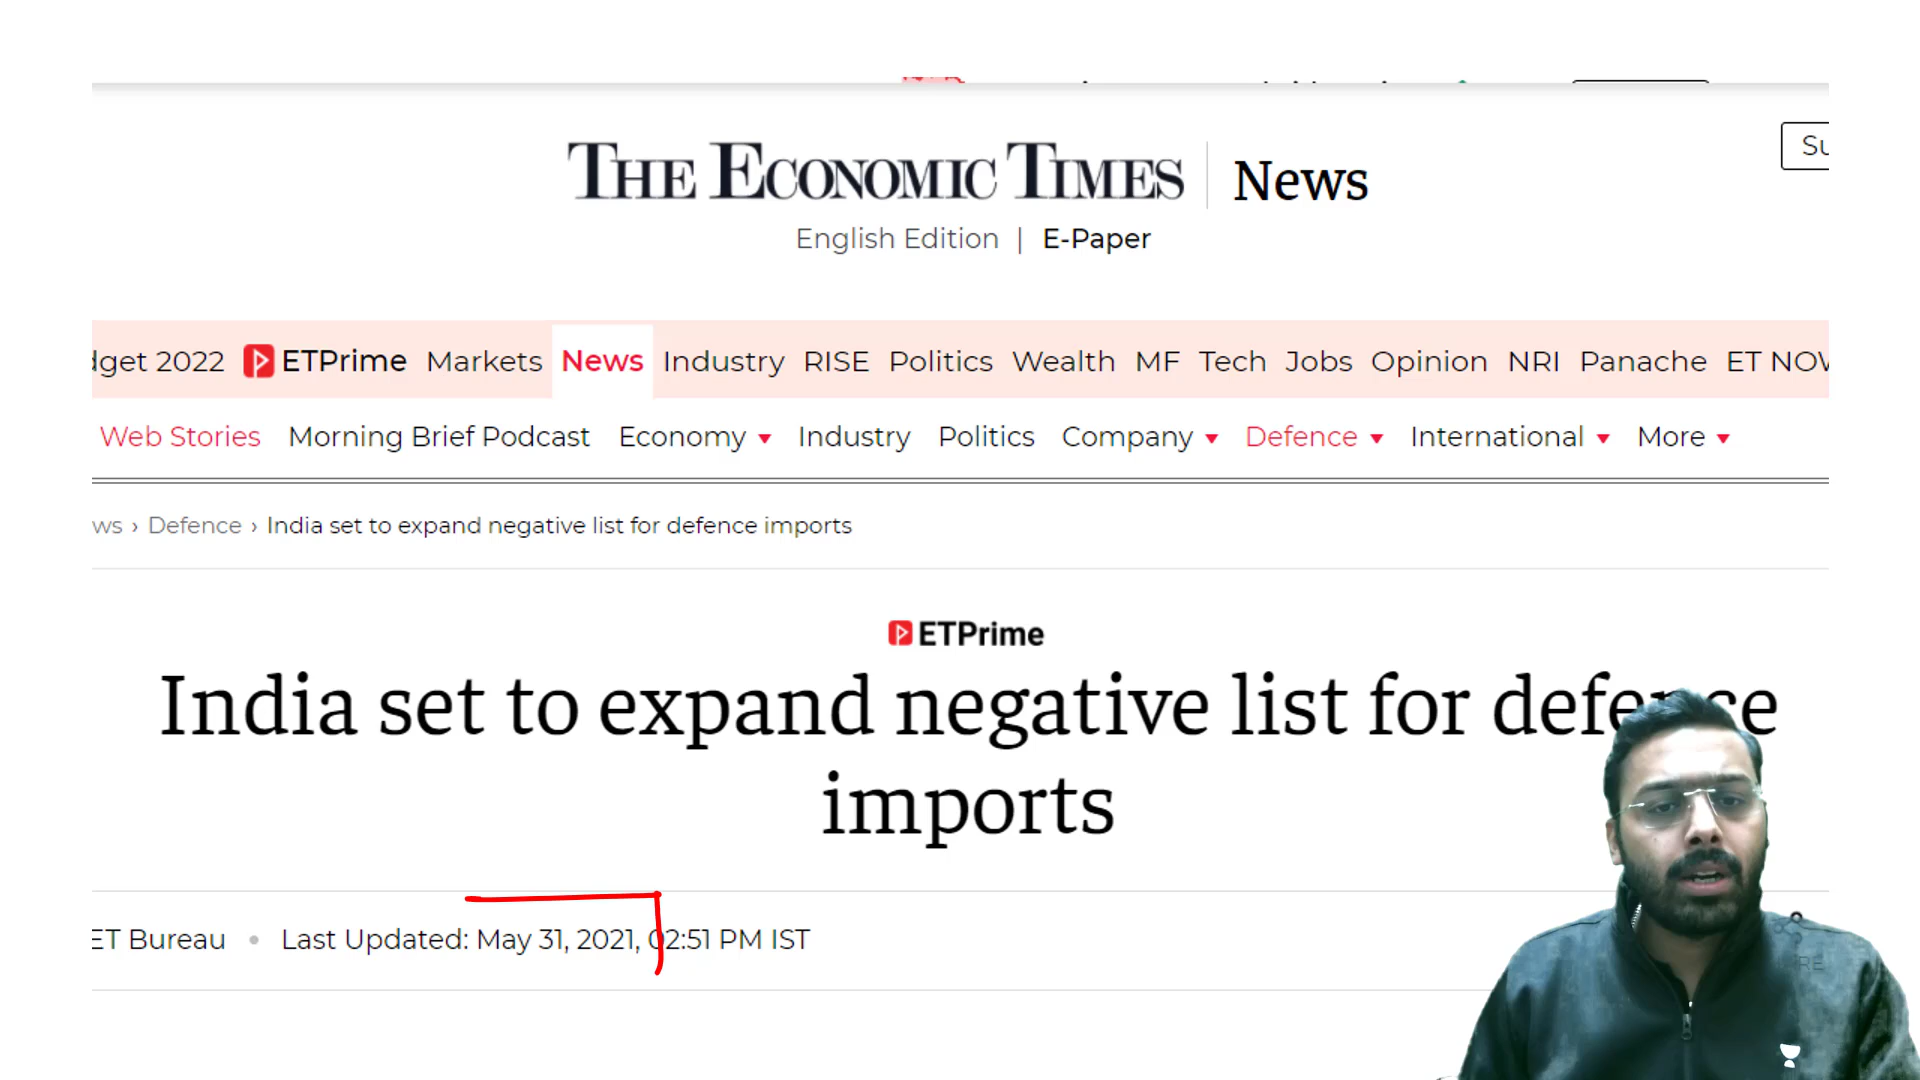 Su
THE ECONOMIC TIMES | News
English Edition | E-Paper
dget 2022 ETPrime Markets News Industry RISE Politics Wealth MF Tech Jobs Opinion NRI Panache ET NOW
Web Stories Morning Brief Podcast Economy Industry Politics Company Defence International More
ws › Defence › India set to expand negative list for defence imports
ETPrime
India set to expand negative list for defence
imports
ET Bureau • Last Updated: May 31, 2021, 02:51 PM IST